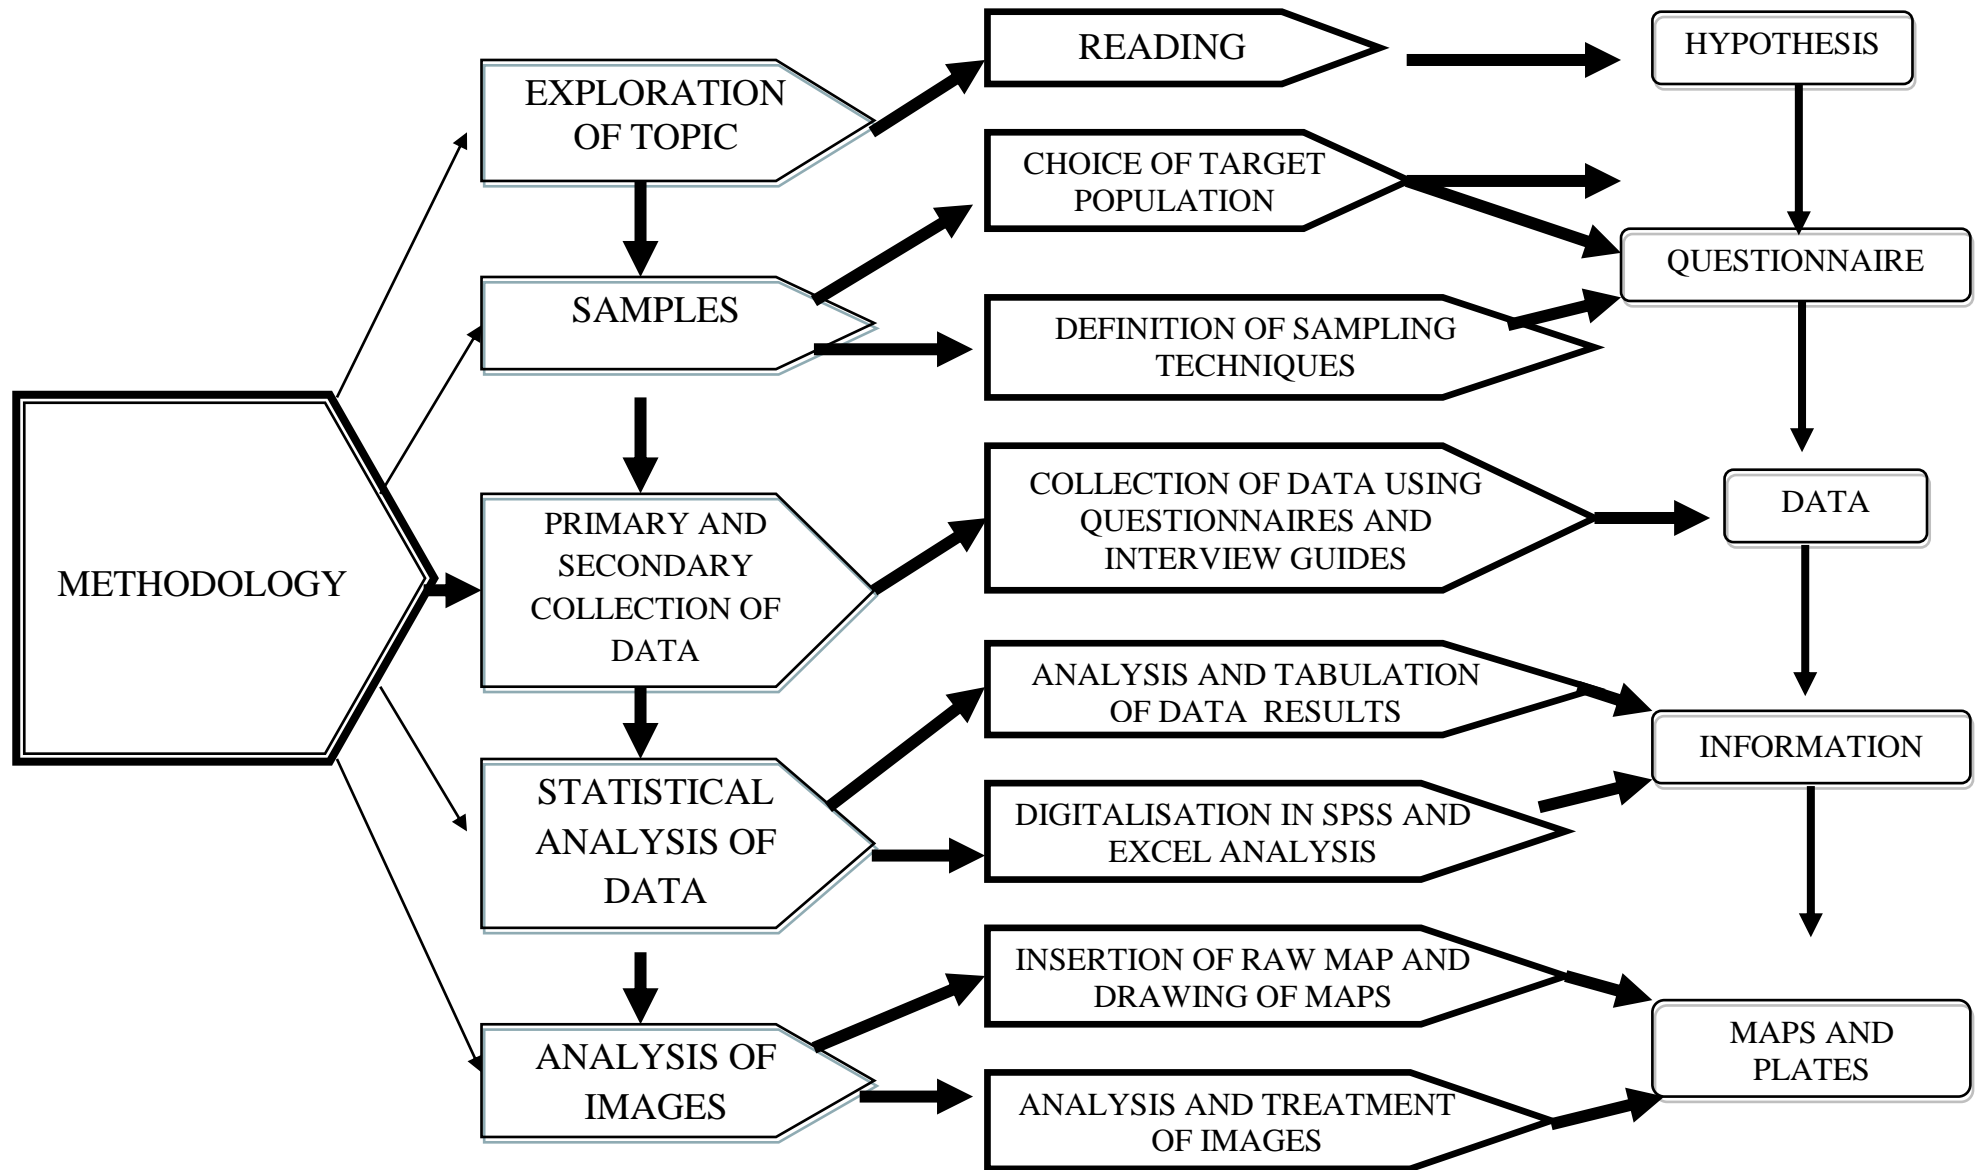 METHODOLOGY
EXPLORATION
OF TOPIC
SAMPLES
PRIMARY AND
SECONDARY
COLLECTION OF
DATA
STATISTICAL
ANALYSIS OF
DATA
ANALYSIS OF
IMAGES
READING
CHOICE OF TARGET
POPULATION
DEFINITION OF SAMPLING
TECHNIQUES
COLLECTION OF DATA USING
QUESTIONNAIRES AND
INTERVIEW GUIDES
ANALYSIS AND TABULATION
OF DATA  RESULTS
DIGITALISATION IN SPSS AND
EXCEL ANALYSIS
INSERTION OF RAW MAP AND
DRAWING OF MAPS
ANALYSIS AND TREATMENT
OF IMAGES
HYPOTHESIS
QUESTIONNAIRE
DATA
INFORMATION
MAPS AND
PLATES